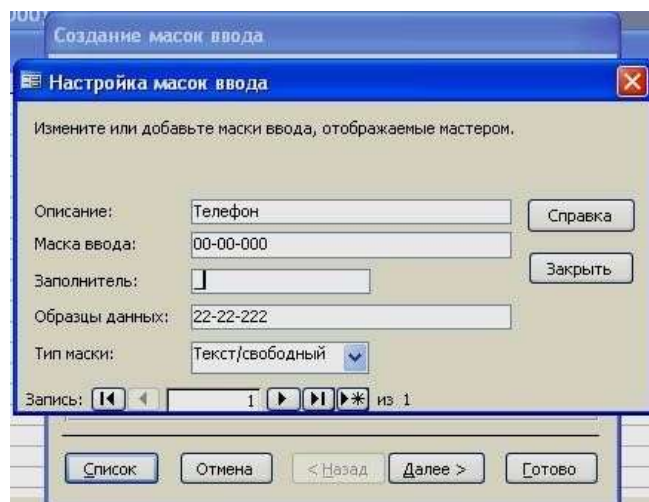 000
Создание масок ввода
Настройка масок ввода
Измените или добавьте маски ввода, отображаемые мастером.
Описание: Телефон
Справка
Маска ввода: 00-00-000
Заполнитель: _
Закрыть
Образцы данных: 22-22-222
Тип маски: Текст/свободный
Запись: 1 из 1
Список Отмена < Назад Далее > Готово